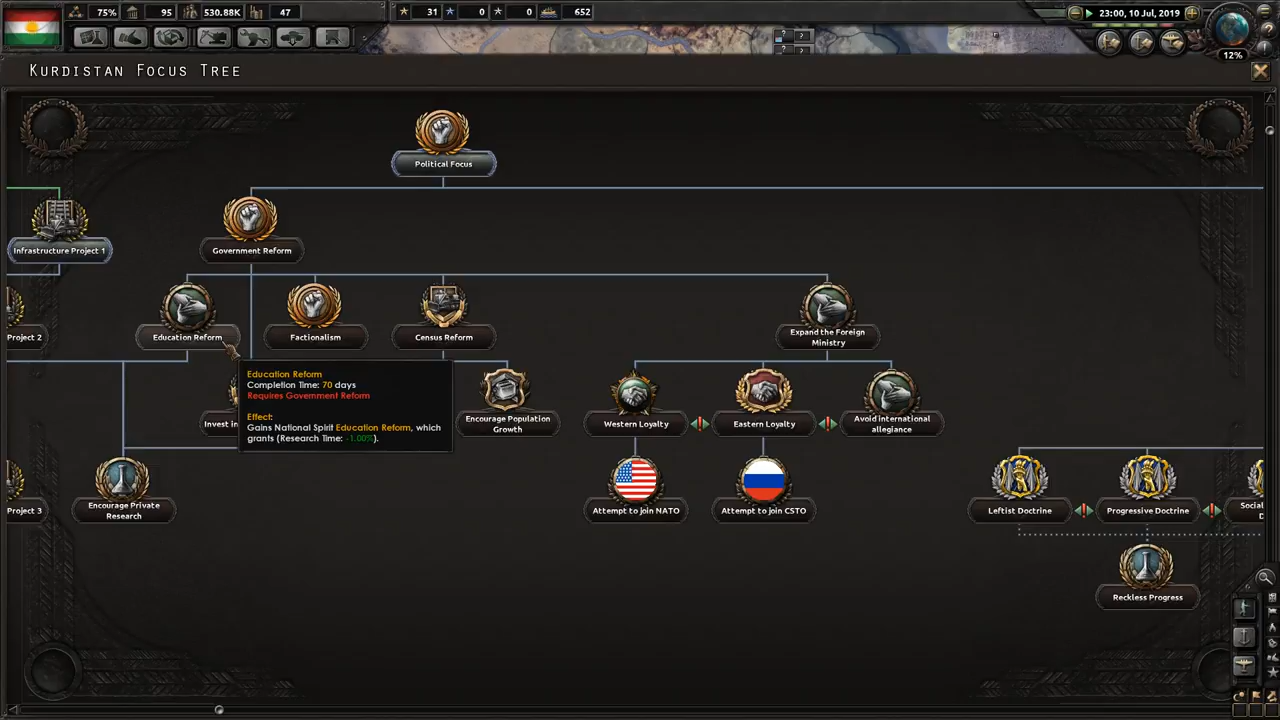 75%
95
530.88K
47
31
0
0
652
23:00, 10 Jul, 2019
12%
?
?
?
?
Kurdistan Focus Tree
Political Focus
Infrastructure Project 1
Government Reform
Project 2
Education Reform
Factionalism
Census Reform
Expand the Foreign
Ministry
Education Reform
Completion Time: 70 days
Requires Government Reform
Effect:
Gains National Spirit Education Reform, which
grants (Research Time: -1.00%).
Invest in
Encourage Population
Growth
Western Loyalty
Eastern Loyalty
Avoid international
allegiance
Project 3
Encourage Private
Research
Attempt to join NATO
Attempt to join CSTO
Leftist Doctrine
Progressive Doctrine
Social
D
Reckless Progress